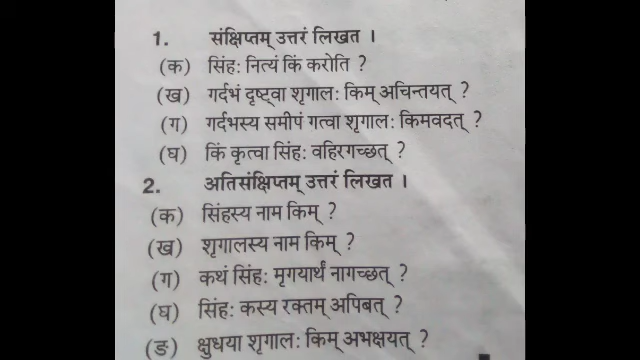 1. संक्षिप्तम् उत्तरं लिखत ।
(क) सिंहः नित्यं किं करोति ?
(ख) गर्दभं दृष्ट्वा शृगालः किम् अचिन्तयत् ?
(ग) गर्दभस्य समीपं गत्वा शृगालः किमवदत् ?
(घ) किं कृत्वा सिंहः वहिरगच्छत् ?
2. अतिसंक्षिप्तम् उत्तरं लिखत ।
(क) सिंहस्य नाम किम् ?
(ख) शृगालस्य नाम किम् ?
(ग) कथं सिंहः मृगयार्थं नागच्छत् ?
(घ) सिंहः कस्य रक्तम् अपिबत् ?
(ङ) क्षुधया शृगालः किम् अभक्षयत् ?